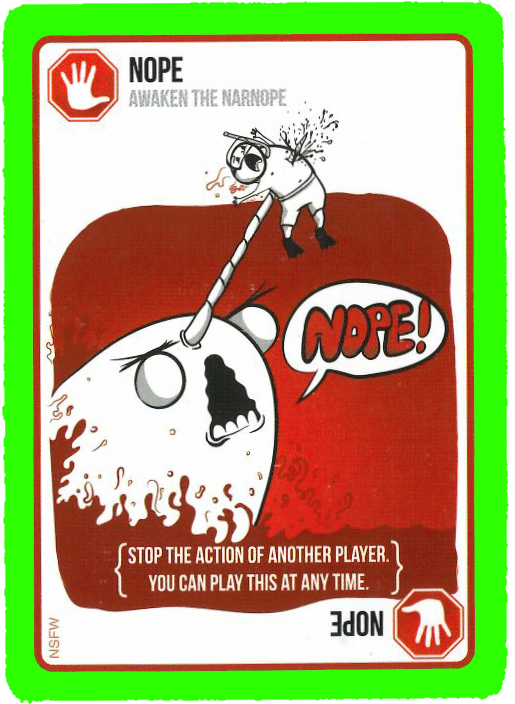 NOPE
AWAKEN THE NARNOPE
NOPE!
STOP THE ACTION OF ANOTHER PLAYER.
YOU CAN PLAY THIS AT ANY TIME.
NOPE
NSFW